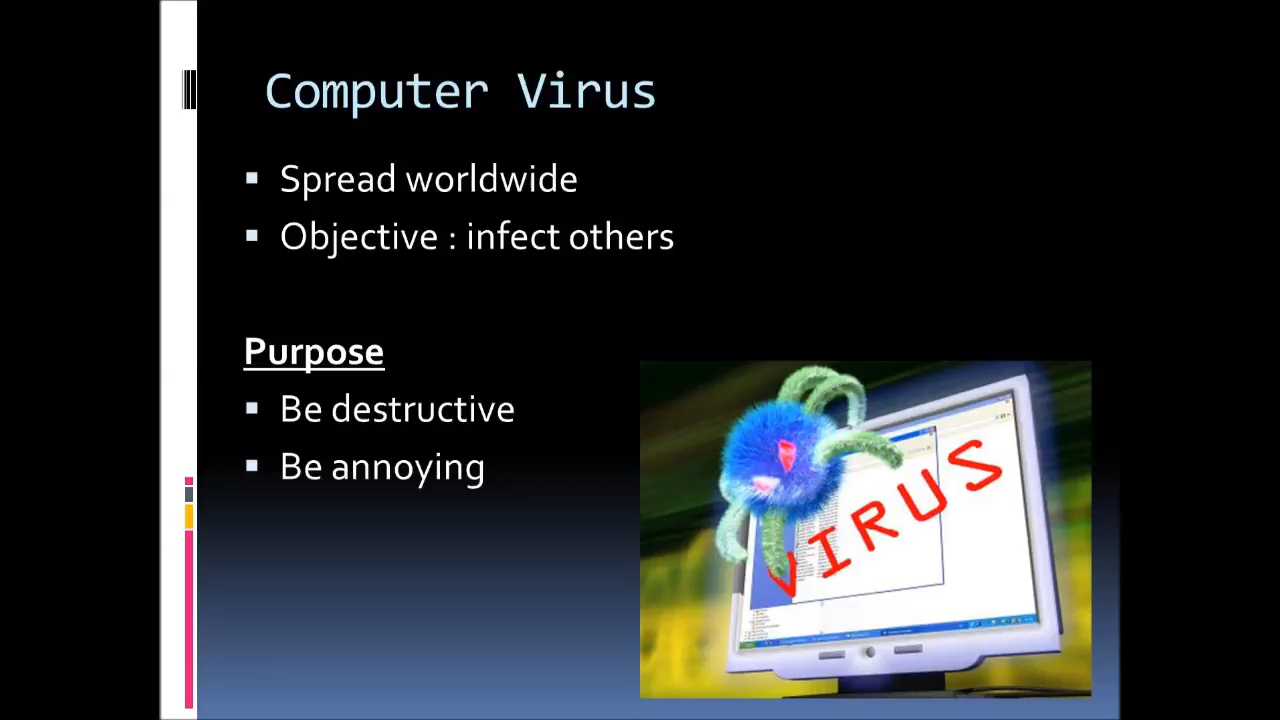 Computer Virus
▪ Spread worldwide
▪ Objective : infect others
Purpose
▪ Be destructive
▪ Be annoying
VIRUS